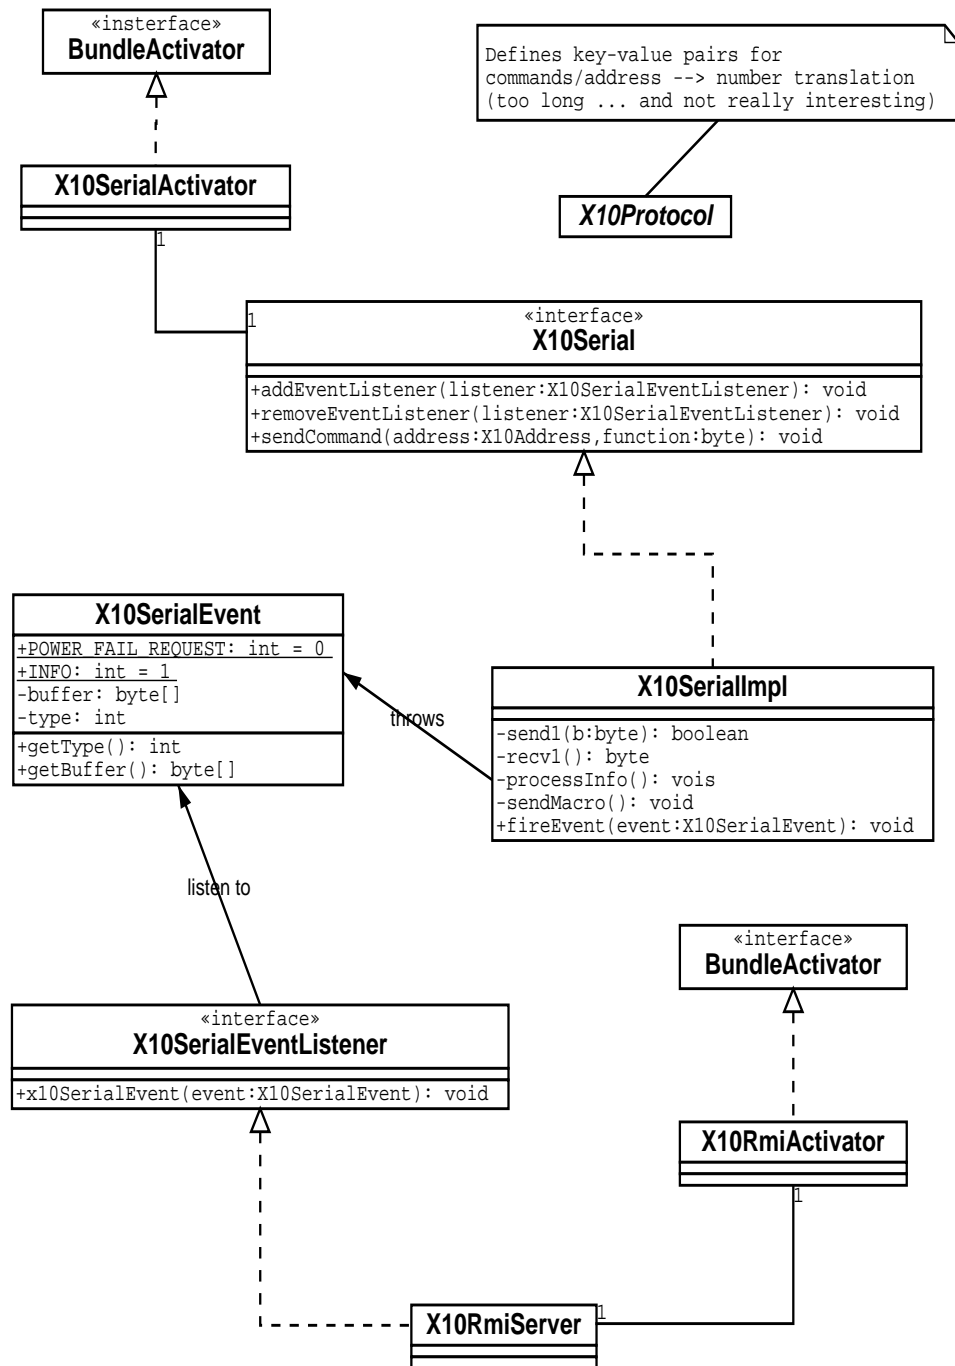 «insterface»
BundleActivator
Defines key-value pairs for
commands/address --> number translation
(too long ... and not really interesting)
X10SerialActivator
X10Protocol
1
1
«interface»
X10Serial
+addEventListener(listener:X10SerialEventListener): void
+removeEventListener(listener:X10SerialEventListener): void
+sendCommand(address:X10Address,function:byte): void
X10SerialEvent
+POWER_FAIL_REQUEST: int = 0
+INFO: int = 1
-buffer: byte[]
-type: int
+getType(): int
+getBuffer(): byte[]
throws
X10SerialImpl
-send1(b:byte): boolean
-recv1(): byte
-processInfo(): vois
-sendMacro(): void
+fireEvent(event:X10SerialEvent): void
listen to
«interface»
BundleActivator
«interface»
X10SerialEventListener
+x10SerialEvent(event:X10SerialEvent): void
X10RmiActivator
1
X10RmiServer
1